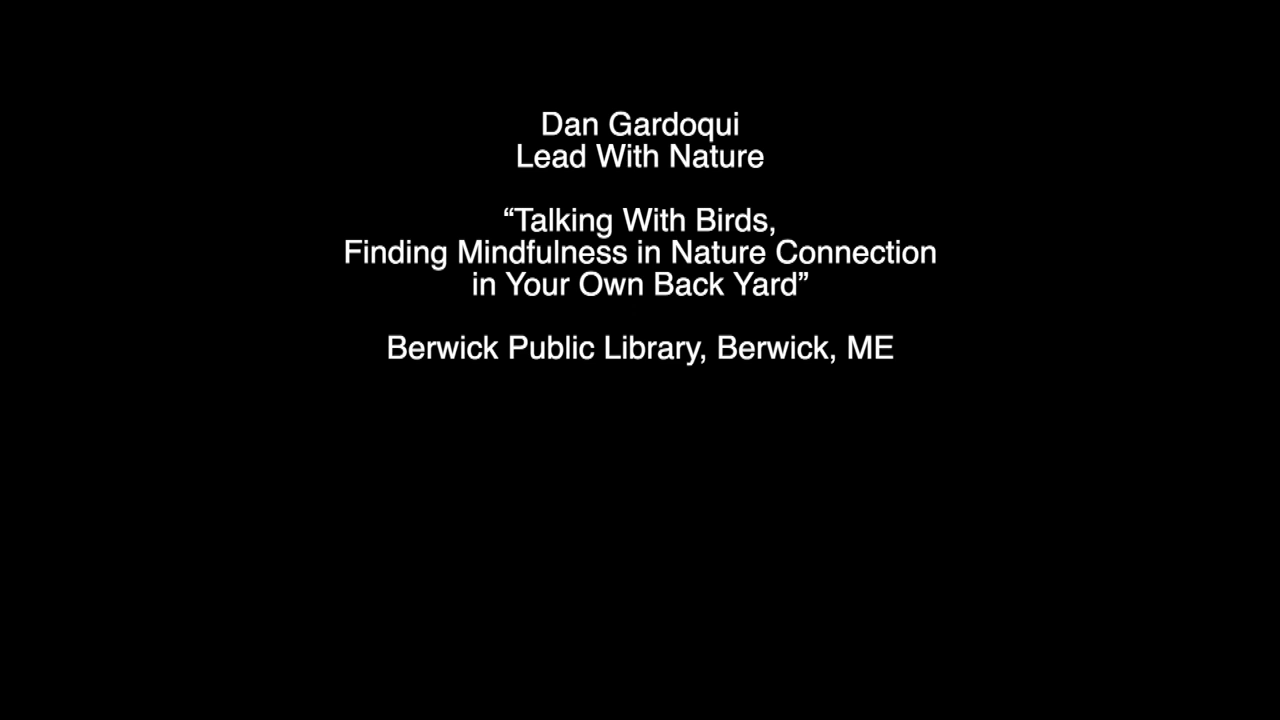 Dan Gardoqui
Lead With Nature
“Talking With Birds,
Finding Mindfulness in Nature Connection
in Your Own Back Yard”
Berwick Public Library, Berwick, ME